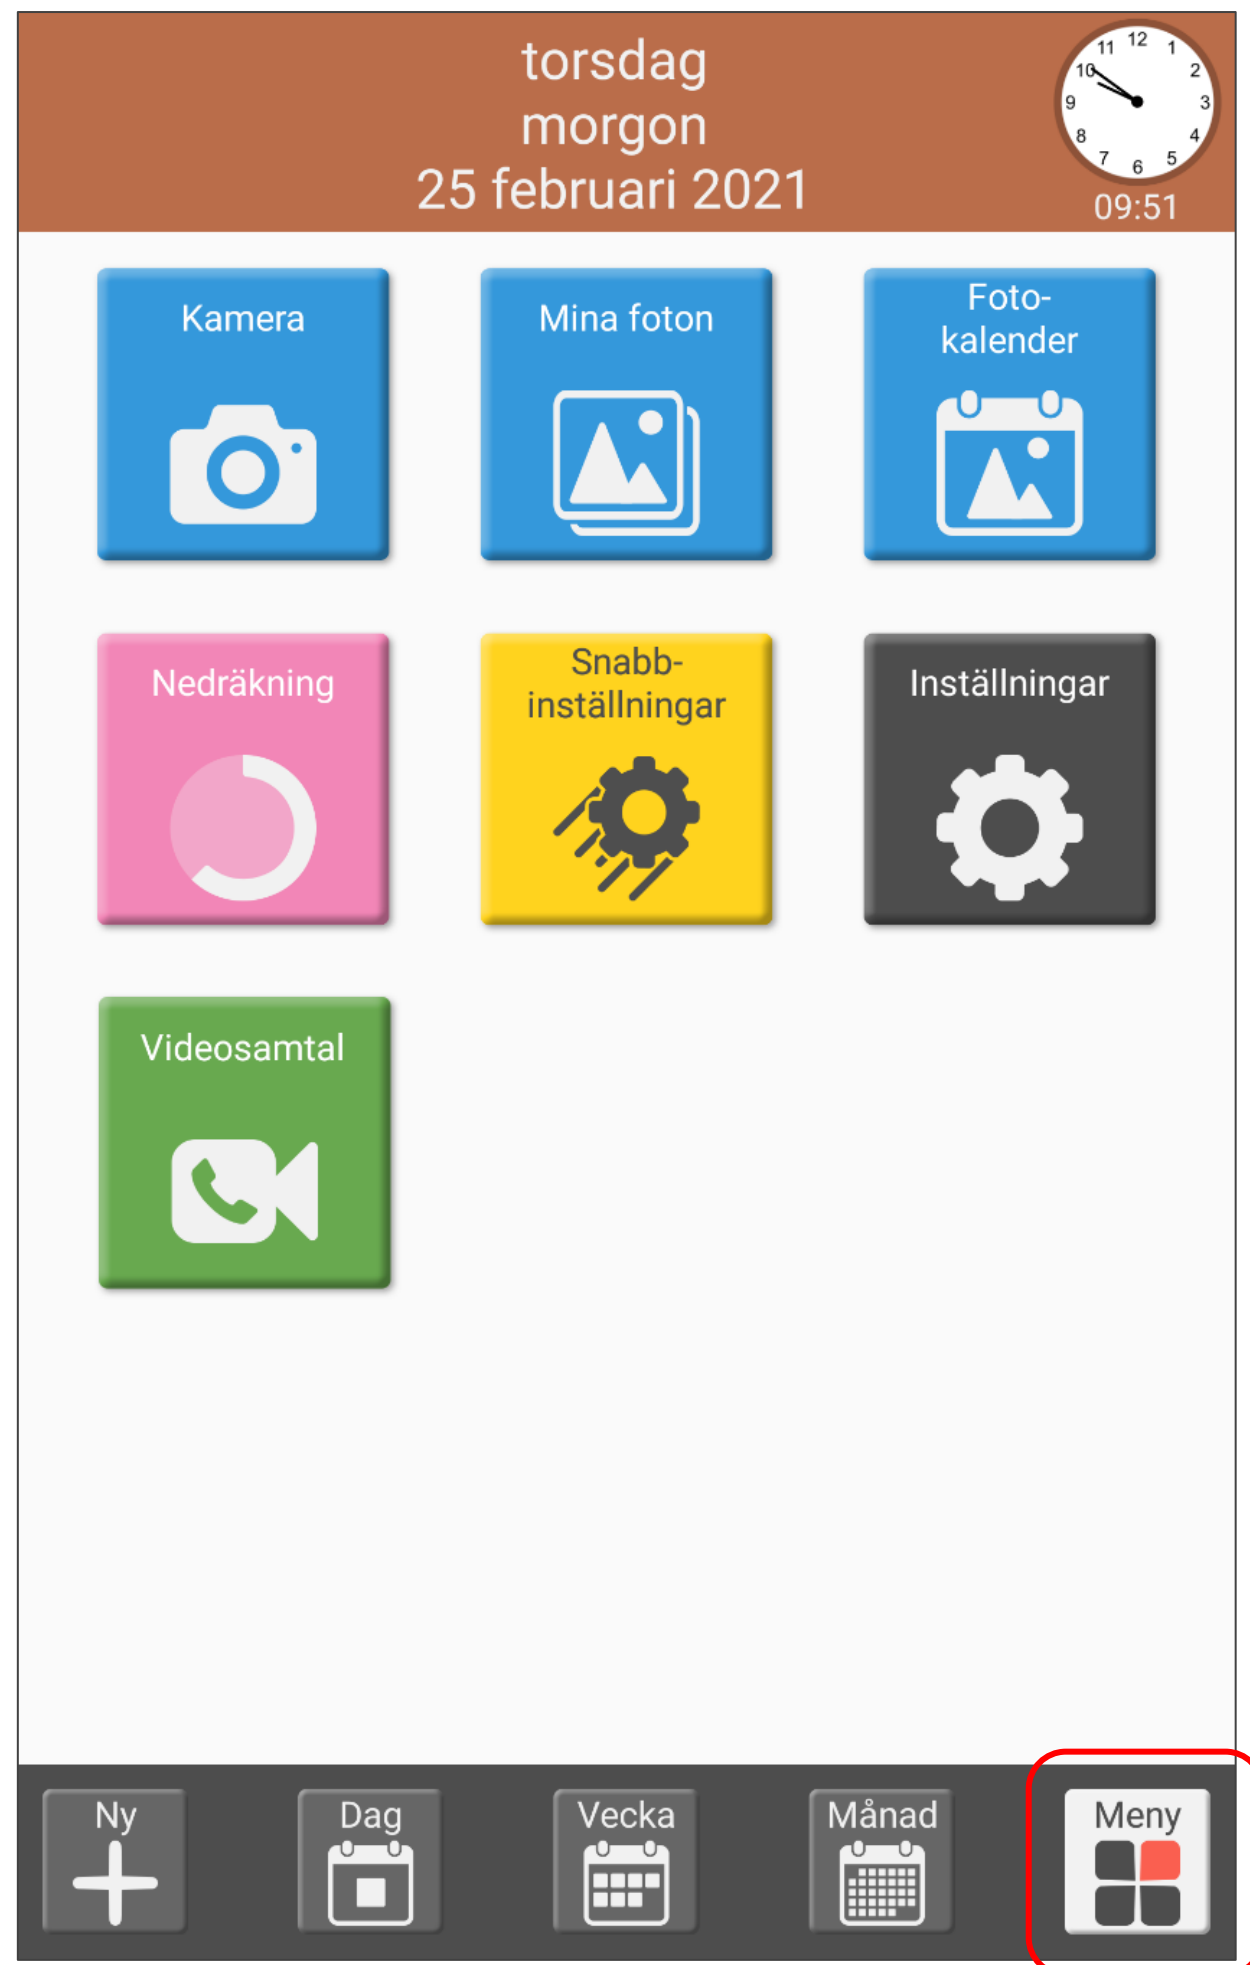 torsdag
morgon
25 februari 2021
11 12 1
10 2
9 3
8 4
7 6 5
09:51
Kamera
Mina foton
Foto-
kalender
Nedräkning
Snabb-
inställningar
Inställningar
Videosamtal
Ny
Dag
Vecka
Månad
Meny